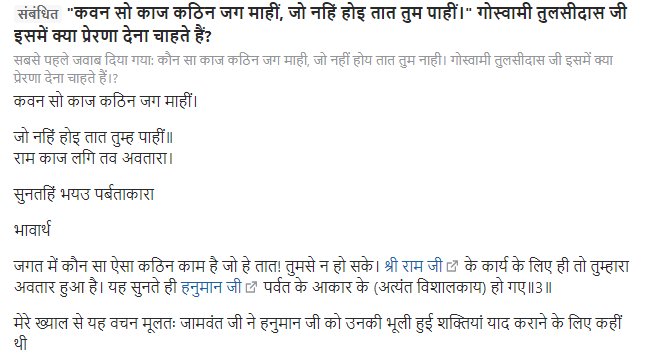 संबंधित "कवन सो काज कठिन जग माहीं, जो नहिं होइ तात तुम पाहीं।" गोस्वामी तुलसीदास जी
इसमें क्या प्रेरणा देना चाहते हैं?
सबसे पहले जवाब दिया गया: कौन सा काज कठिन जग माही, जो नहीं होय तात तुम नाही। गोस्वामी तुलसीदास जी इसमें क्या
प्रेरणा देना चाहते हैं।?
कवन सो काज कठिन जग माहीं।
जो नहिं होइ तात तुम्ह पाहीं॥
राम काज लगि तव अवतारा।
सुनतहिं भयउ पर्बताकारा
भावार्थ
जगत में कौन सा ऐसा कठिन काम है जो हे तात! तुमसे न हो सके। श्री राम जी के कार्य के लिए ही तो तुम्हारा
अवतार हुआ है। यह सुनते ही हनुमान जी पर्वत के आकार के (अत्यंत विशालकाय) हो गए॥3॥
मेरे ख्याल से यह वचन मूलतः जामवंत जी ने हनुमान जी को उनकी भूली हुई शक्तियां याद कराने के लिए कहीं
थी